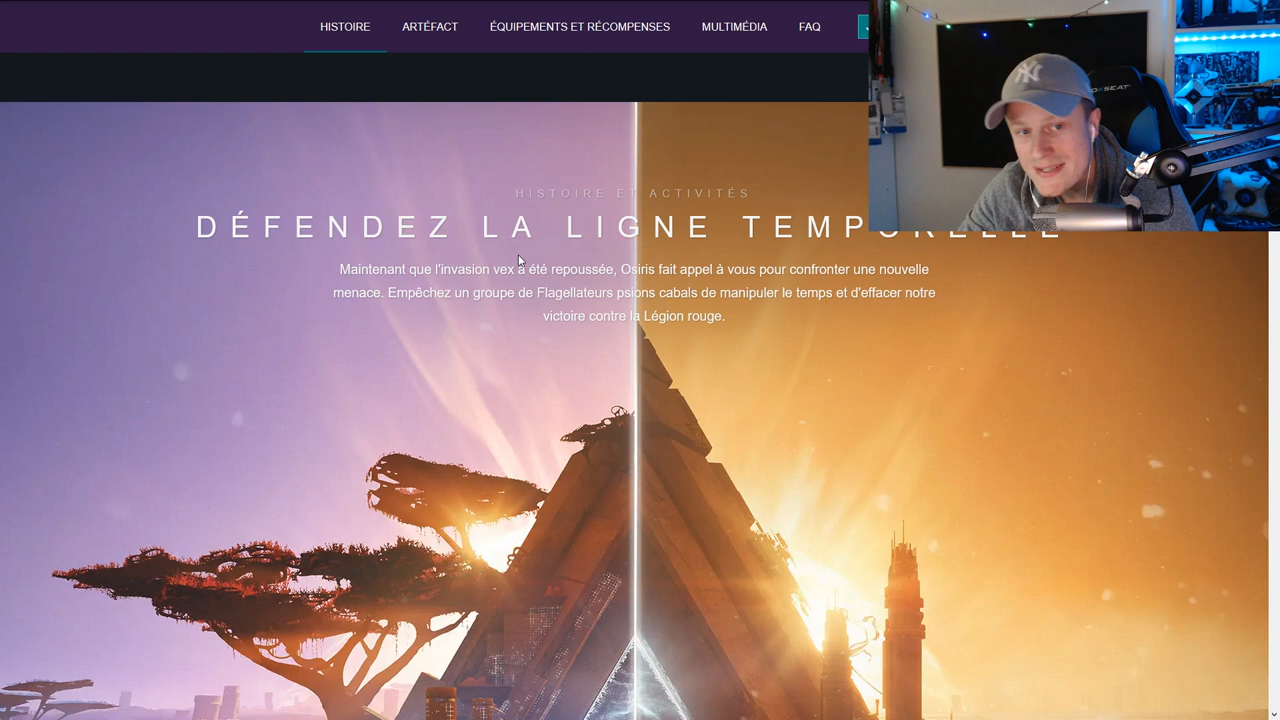 HISTOIRE
ARTÉFACT
ÉQUIPEMENTS ET RÉCOMPENSES
MULTIMÉDIA
FAQ
NY
HISTOIRE ET ACTIVITÉS
DÉFENDEZ LA LIGNE TEMPORELLE
Maintenant que l'invasion vex a été repoussée, Osiris fait appel à vous pour confronter une nouvelle
menace. Empêchez un groupe de Flagellateurs psions cabals de manipuler le temps et d'effacer notre
victoire contre la Légion rouge.